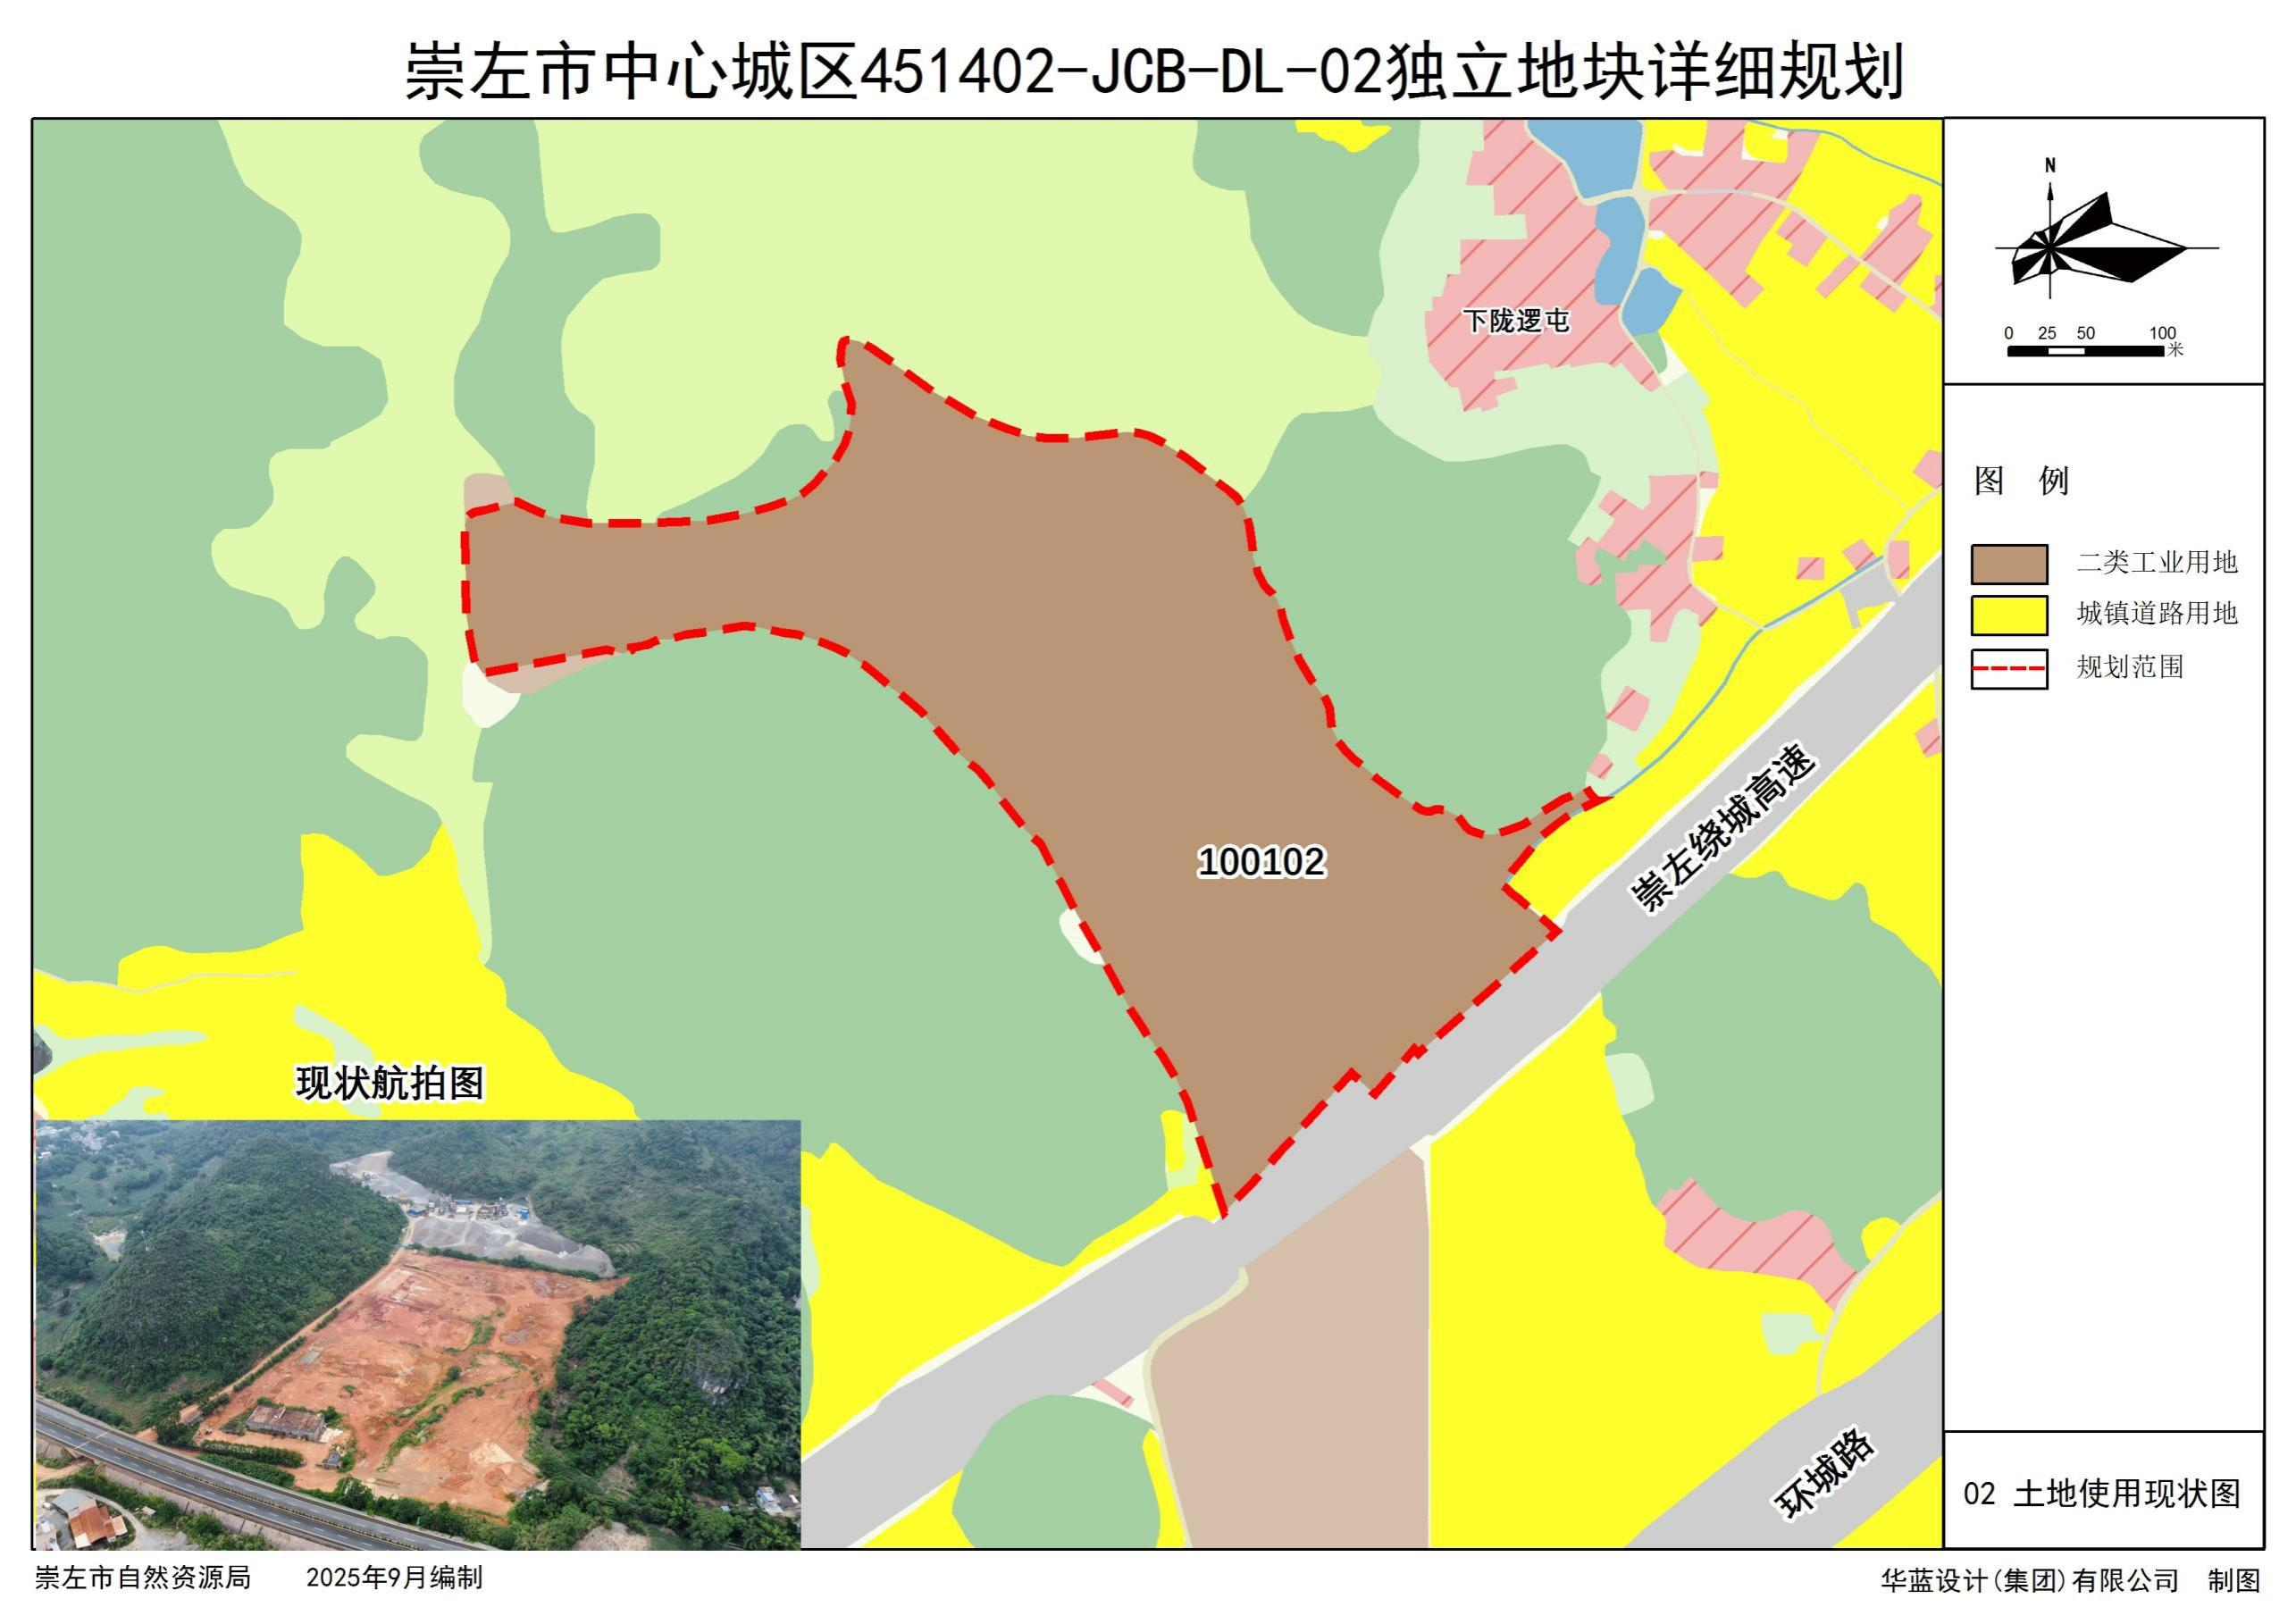 崇左市中心城区451402-JCB-DL-02独立地块详细规划
N
0 25 50 100
米
下陇逻屯
图 例
二类工业用地
城镇道路用地
规划范围
崇左绕城高速
100102
现状航拍图
环城路
02 土地使用现状图
崇左市自然资源局 2025年9月编制
华蓝设计(集团)有限公司 制图